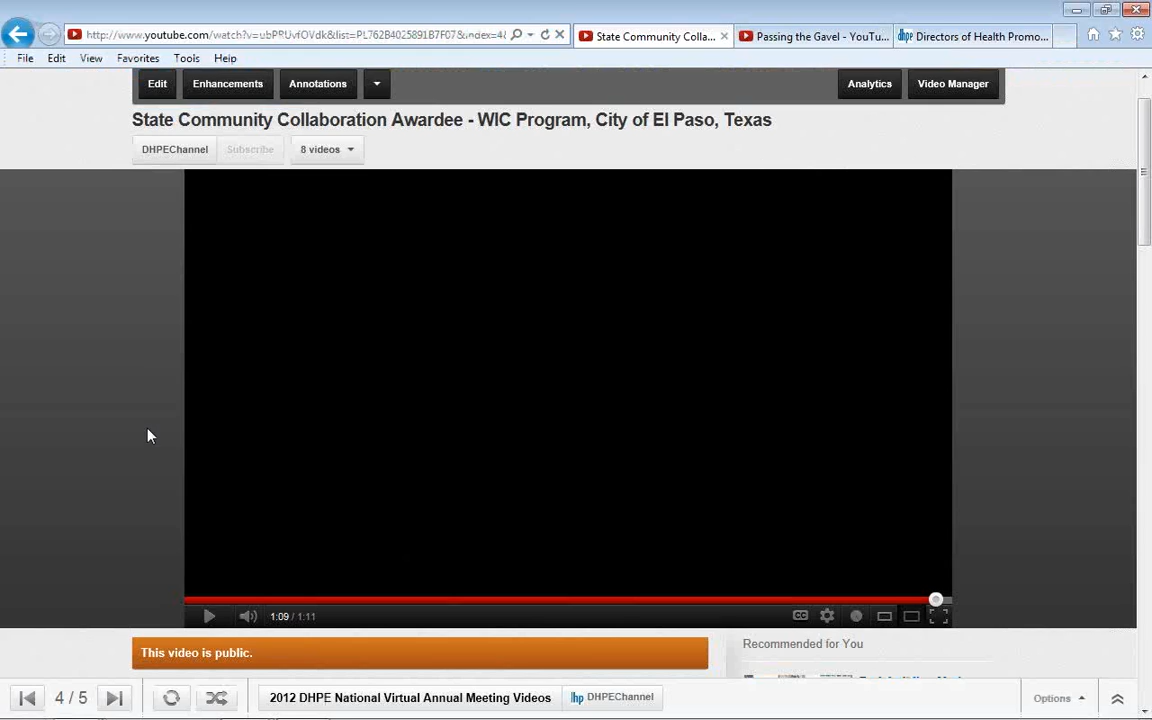 http://www.youtube.com/watch?v=ubPRUvfOVdk&list=PL762B4025891B7F07&index=4&
State Community Colla...
Passing the Gavel - YouTu...
dhpe Directors of Health Promo...
File Edit View Favorites Tools Help
Edit Enhancements Annotations Analytics Video Manager
State Community Collaboration Awardee - WIC Program, City of El Paso, Texas
DHPEChannel Subscribe 8 videos
1:09 / 1:11 CC
This video is public.
Recommended for You
4 / 5 2012 DHPE National Virtual Annual Meeting Videos DHPEChannel Options